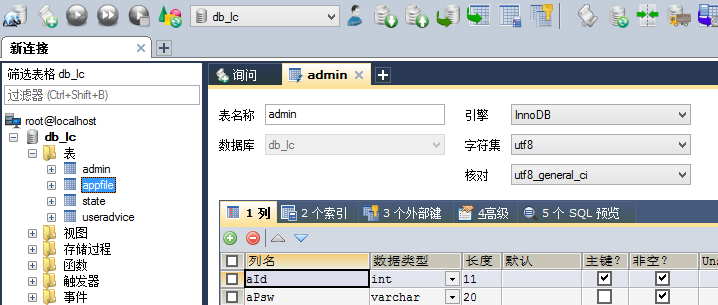 db_lc
新连接
筛选表格 db_lc
过滤器 (Ctrl+Shift+B)
root@localhost
db_lc
表
admin
appfile
state
useradvice
视图
存储过程
函数
触发器
事件
询问
admin
表名称 admin
引擎 InnoDB
数据库 db_lc
字符集 utf8
核对 utf8_general_ci
1 列 2 个索引 3 个外部键 4高级 5 个 SQL 预览
列名 数据类型 长度 默认 主键? 非空?
aId int 11
aPsw varchar 20